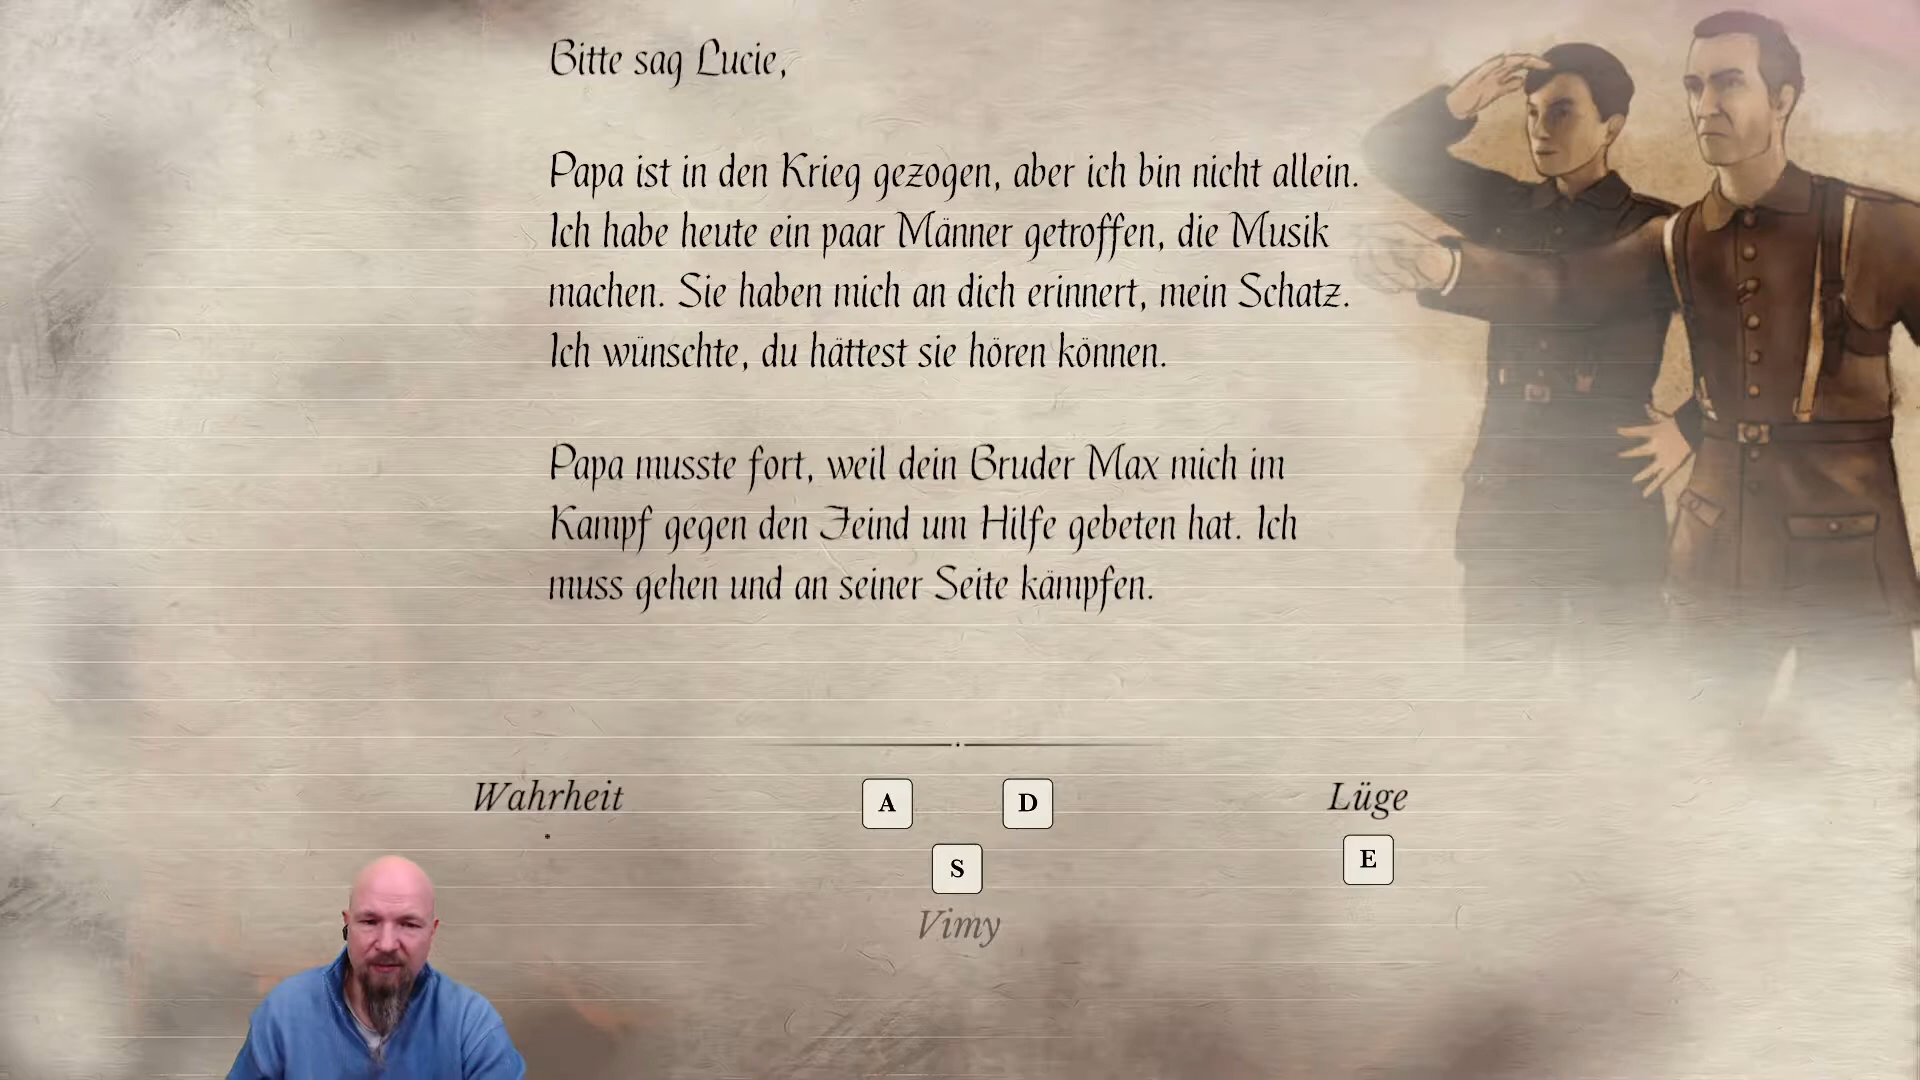 Bitte sag Lucie,
Papa ist in den Krieg gezogen, aber ich bin nicht allein.
Ich habe heute ein paar Männer getroffen, die Musik
machen. Sie haben mich an dich erinnert, mein Schatz.
Ich wünschte, du hättest sie hören können.
Papa musste fort, weil dein Bruder Max mich im
Kampf gegen den Feind um Hilfe gebeten hat. Ich
muss gehen und an seiner Seite kämpfen.
Wahrheit
A
D
Lüge
S
E
Vimy